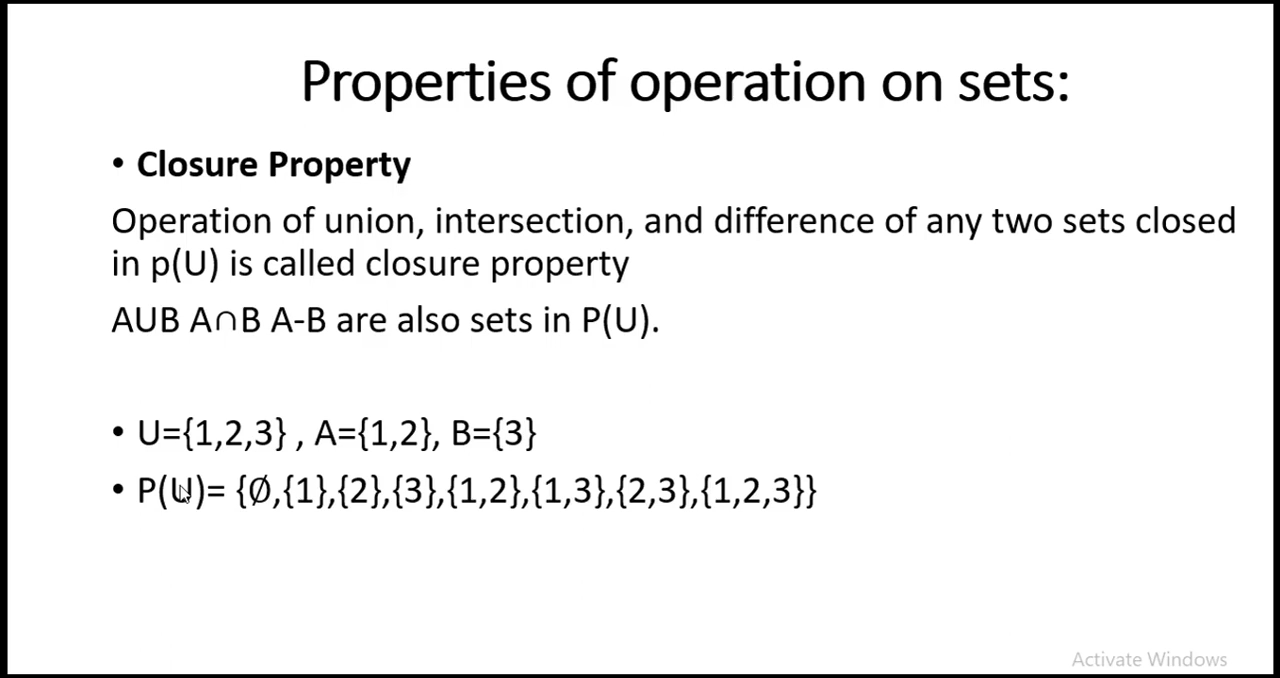 Properties of operation on sets:
• Closure Property
Operation of union, intersection, and difference of any two sets closed
in p(U) is called closure property
AUB A∩B A-B are also sets in P(U).
• U={1,2,3} , A={1,2}, B={3}
• P(U)= {Ø,{1},{2},{3},{1,2},{1,3},{2,3},{1,2,3}}
Activate Windows